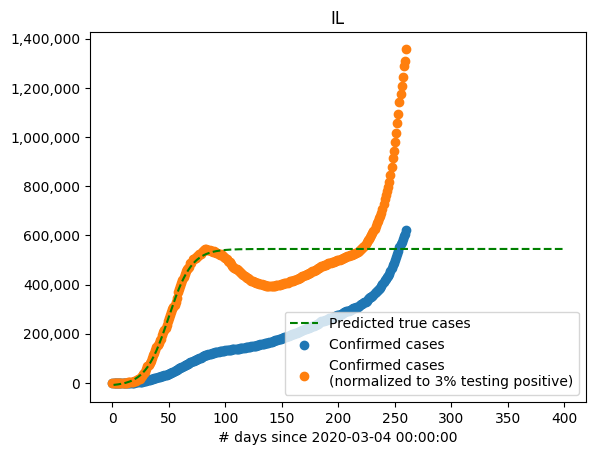 IL
1,400,000
1,200,000
1,000,000
800,000
600,000
400,000
200,000
0
Predicted true cases
Confirmed cases
Confirmed cases
(normalized to 3% testing positive)
0 50 100 150 200 250 300 350 400
# days since 2020-03-04 00:00:00